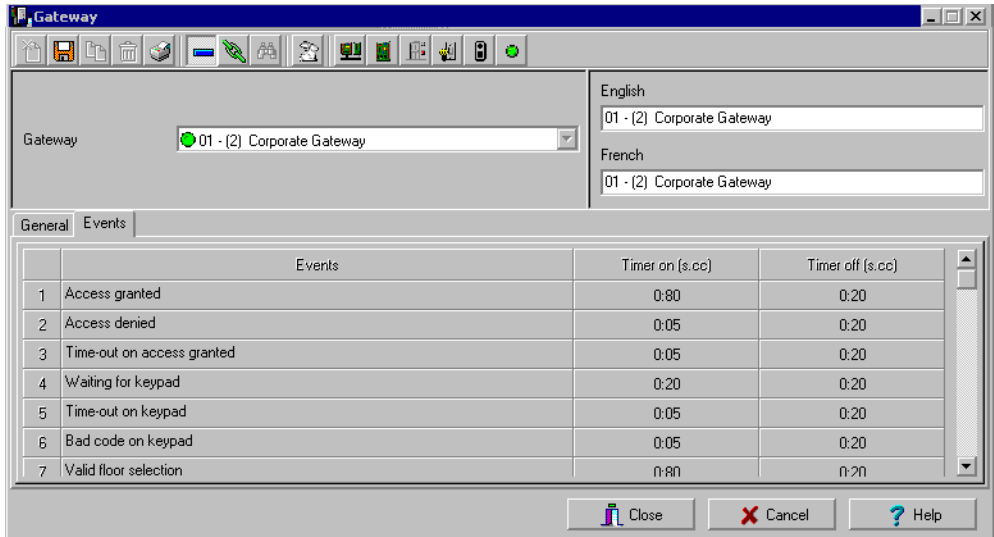 Gateway
English
01 - (2) Corporate Gateway
Gateway 01 - (2) Corporate Gateway
French
01 - (2) Corporate Gateway
General Events
Events Timer on (s.cc) Timer off (s.cc)
1 Access granted 0:80 0:20
2 Access denied 0:05 0:20
3 Time-out on access granted 0:05 0:20
4 Waiting for keypad 0:20 0:20
5 Time-out on keypad 0:05 0:20
6 Bad code on keypad 0:05 0:20
7 Valid floor selection 0:80 0:20
Close Cancel Help